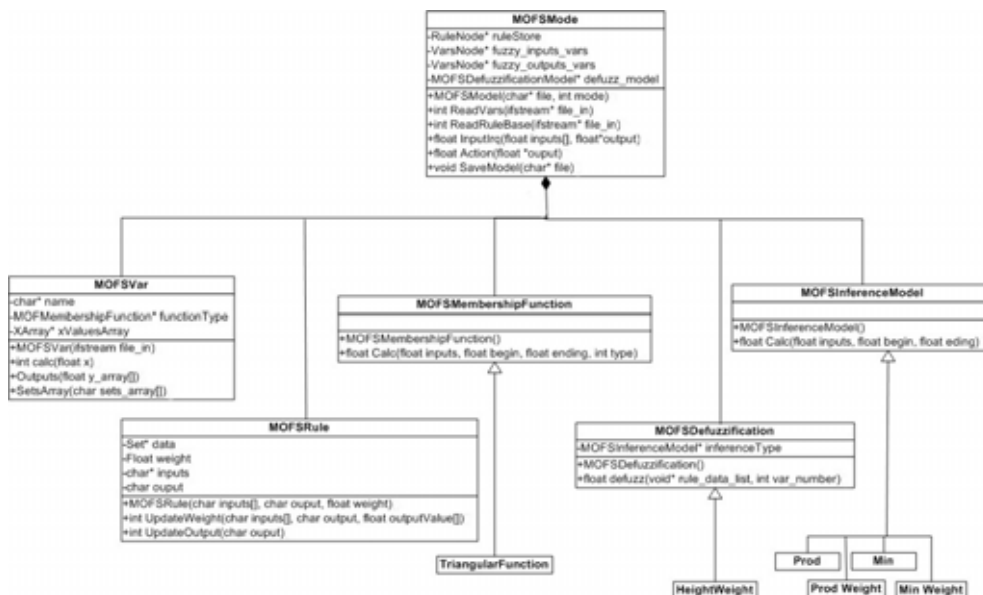 MOFSMode
-RuleNode* ruleStore
-VarsNode* fuzzy_inputs_vars
-VarsNode* fuzzy_outputs_vars
-MOFSDefuzzificationModel* defuzz_model
+MOFSModel(char* file, int mode)
+int ReadVars(ifstream* file_in)
+int ReadRuleBase(ifstream* file_in)
+float InputIrq(float inputs[], float*output)
+float Action(float *ouput)
+void SaveModel(char* file)
MOFSVar
-char* name
-MOFMembershipFunction* functionType
-XArray* xValuesArray
+MOFSVar(ifstream file_in)
+int calc(float x)
+Outputs(float y_array[])
+SetsArray(char sets_array[])
MOFSMembershipFunction
+MOFSMembershipFunction()
+float Calc(float inputs, float begin, float ending, int type)
MOFSInferenceModel
+MOFSInferenceModel()
+float Calc(float inputs, float begin, float eding)
MOFSRule
-Set* data
-Float weight
-char* inputs
-char ouput
+MOFSRule(char inputs[], char ouput, float weight)
+int UpdateWeight(char inputs[], char output, float outputValue[])
+int UpdateOutput(char ouput)
MOFSDefuzzification
-MOFSInferenceModel* inferenceType
+MOFSDefuzzification()
+float defuzz(void* rule_data_list, int var_number)
TriangularFunction
HeightWeight
Prod
Min
Prod Weight
Min Weight